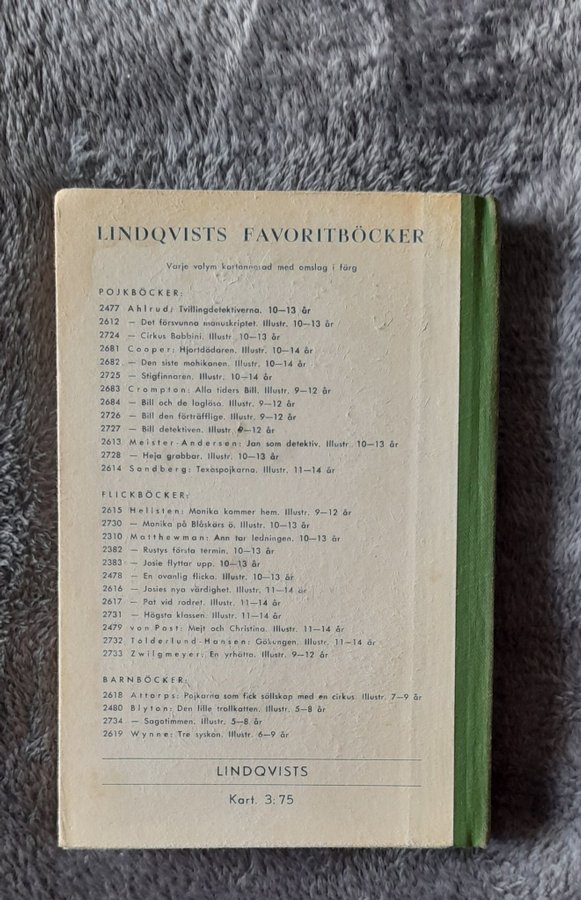 LINDQVISTS FAVORITBÖCKER
Varje volym kartonnerad med omslag i färg
POJKBÖCKER:
2477 Ahlrud: Tvillingdetektiverna. 10—13 år
2612 — Det försvunna manuskriptet. Illustr. 10—13 år
2724 — Cirkus Babbini. Illustr. 10—13 år
2681 Cooper: Hjortdödaren. Illustr. 10—14 år
2682 — Den siste mohikanen. Illustr. 10—14 år
2725 — Stigfinnaren. Illustr. 10—14 år
2683 Crompton: Alla tiders Bill. Illustr. 9—12 år
2684 — Bill och de laglösa. Illustr. 9—12 år
2726 — Bill den förträfflige. Illustr. 9—12 år
2727 — Bill detektiven. Illustr. 9—12 år
2613 Meister-Andersen: Jan som detektiv. Illustr. 10—13 år
2728 — Heja grabbar. Illustr. 10—13 år
2614 Sandberg: Texaspojkarna. Illustr. 11—14 år
FLICKBÖCKER:
2615 Hellsten: Monika kommer hem. Illustr. 9—12 år
2730 — Monika på Blåskärs ö. Illustr. 10—13 år
2310 Matthewman: Ann tar ledningen. 10—13 år
2382 — Rustys första termin. 10—13 år
2383 — Josie flyttar upp. 10—13 år
2478 — En ovanlig flicka. Illustr. 10—13 år
2616 — Josies nya värdighet. Illustr. 11—14 år
2617 — Pat vid rodret. Illustr. 11—14 år
2731 — Högsta klassen. Illustr. 11—14 år
2479 von Post: Mejt och Christina. Illustr. 11—14 år
2732 Tolderlund-Hansen: Gökungen. Illustr. 11—14 år
2733 Zwilgmeyer: En yrhätta. Illustr. 9—12 år
BARNBÖCKER:
2618 Attorps: Pojkarna som fick sällskap med en cirkus. Illustr. 7—9 år
2480 Blyton: Den lille trollkatten. Illustr. 5—8 år
2734 — Sagotimmen. Illustr. 5—8 år
2619 Wynne: Tre syskon. Illustr. 6—9 år
LINDQVISTS
Kart. 3:75